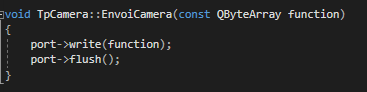 void TpCamera::EnvoiCamera(const QByteArray function)
{
port->write(function);
port->flush();
}